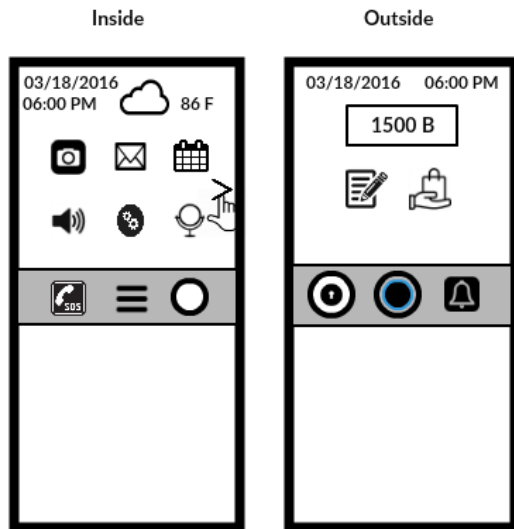 Inside
03/18/2016
06:00 PM
86 F
>
SOS
Outside
03/18/2016 06:00 PM
1500 B